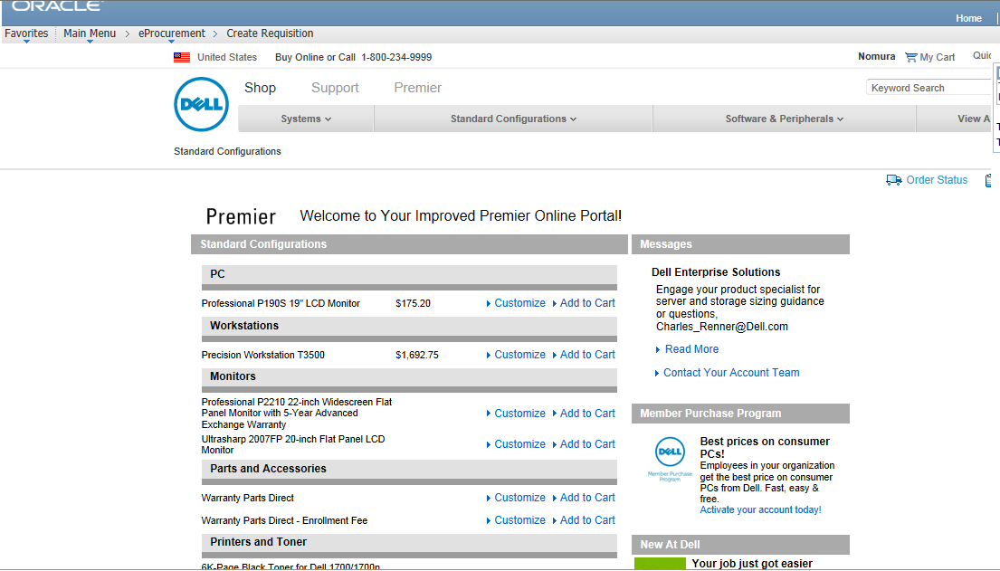 ORACLE
Home
Favorites Main Menu > eProcurement > Create Requisition
United States Buy Online or Call 1-800-234-9999
Nomura My Cart
DELL
Shop Support Premier
Keyword Search
Systems Standard Configurations Software & Peripherals View
Standard Configurations
Order Status
Premier Welcome to Your Improved Premier Online Portal!
Standard Configurations
PC
Professional P190S 19" LCD Monitor $175.20 Customize Add to Cart
Workstations
Precision Workstation T3500 $1,692.75 Customize Add to Cart
Monitors
Professional P2210 22-inch Widescreen Flat
Panel Monitor with 5-Year Advanced Customize Add to Cart
Exchange Warranty
Ultrasharp 2007FP 20-inch Flat Panel LCD Customize Add to Cart
Monitor
Parts and Accessories
Warranty Parts Direct Customize Add to Cart
Warranty Parts Direct - Enrollment Fee Customize Add to Cart
Printers and Toner
6K-Page Black Toner for Dell 1700/1700n
Messages
Dell Enterprise Solutions
Engage your product specialist for
server and storage sizing guidance
or questions,
Charles_Renner@Dell.com
Read More
Contact Your Account Team
Member Purchase Program
DELL
Member Purchase
Program
Best prices on consumer
PCs!
Employees in your organization
get the best price on consumer
PCs from Dell. Fast, easy &
free.
Activate your account today!
New At Dell
Your job just got easier